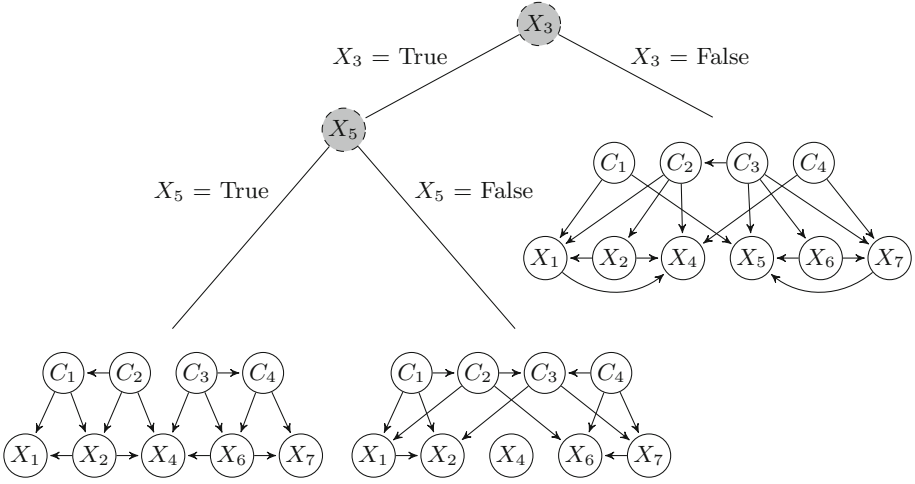 X₃
X₃ = True X₃ = False
X₅
X₅ = True X₅ = False
C₁ C₂ C₃ C₄
X₁ X₂ X₄ X₅ X₆ X₇
C₁ C₂ C₃ C₄ C₁ C₂ C₃ C₄
X₁ X₂ X₄ X₆ X₇ X₁ X₂ X₄ X₆ X₇